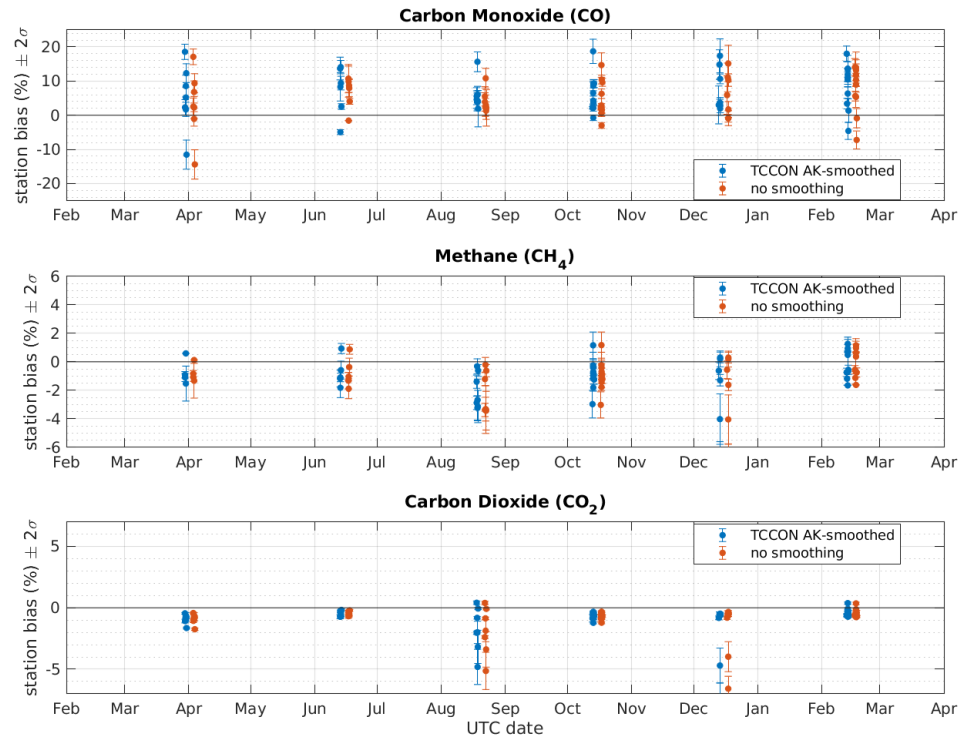 Carbon Monoxide (CO)
station bias (%) ± 2σ
20
10
0
-10
-20
TCCON AK-smoothed
no smoothing
Feb Mar Apr May Jun Jul Aug Sep Oct Nov Dec Jan Feb Mar Apr
Methane (CH₄)
station bias (%) ± 2σ
6
4
2
0
-2
-4
-6
TCCON AK-smoothed
no smoothing
Feb Mar Apr May Jun Jul Aug Sep Oct Nov Dec Jan Feb Mar Apr
Carbon Dioxide (CO₂)
station bias (%) ± 2σ
5
0
-5
TCCON AK-smoothed
no smoothing
Feb Mar Apr May Jun Jul Aug Sep Oct Nov Dec Jan Feb Mar Apr
UTC date